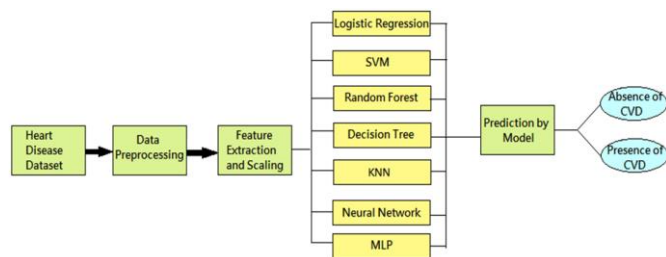 Heart
Disease
Dataset
Data
Preprocessing
Feature
Extraction
and Scaling
Logistic Regression
SVM
Random Forest
Decision Tree
KNN
Neural Network
MLP
Prediction by
Model
Absence of
CVD
Presence of
CVD